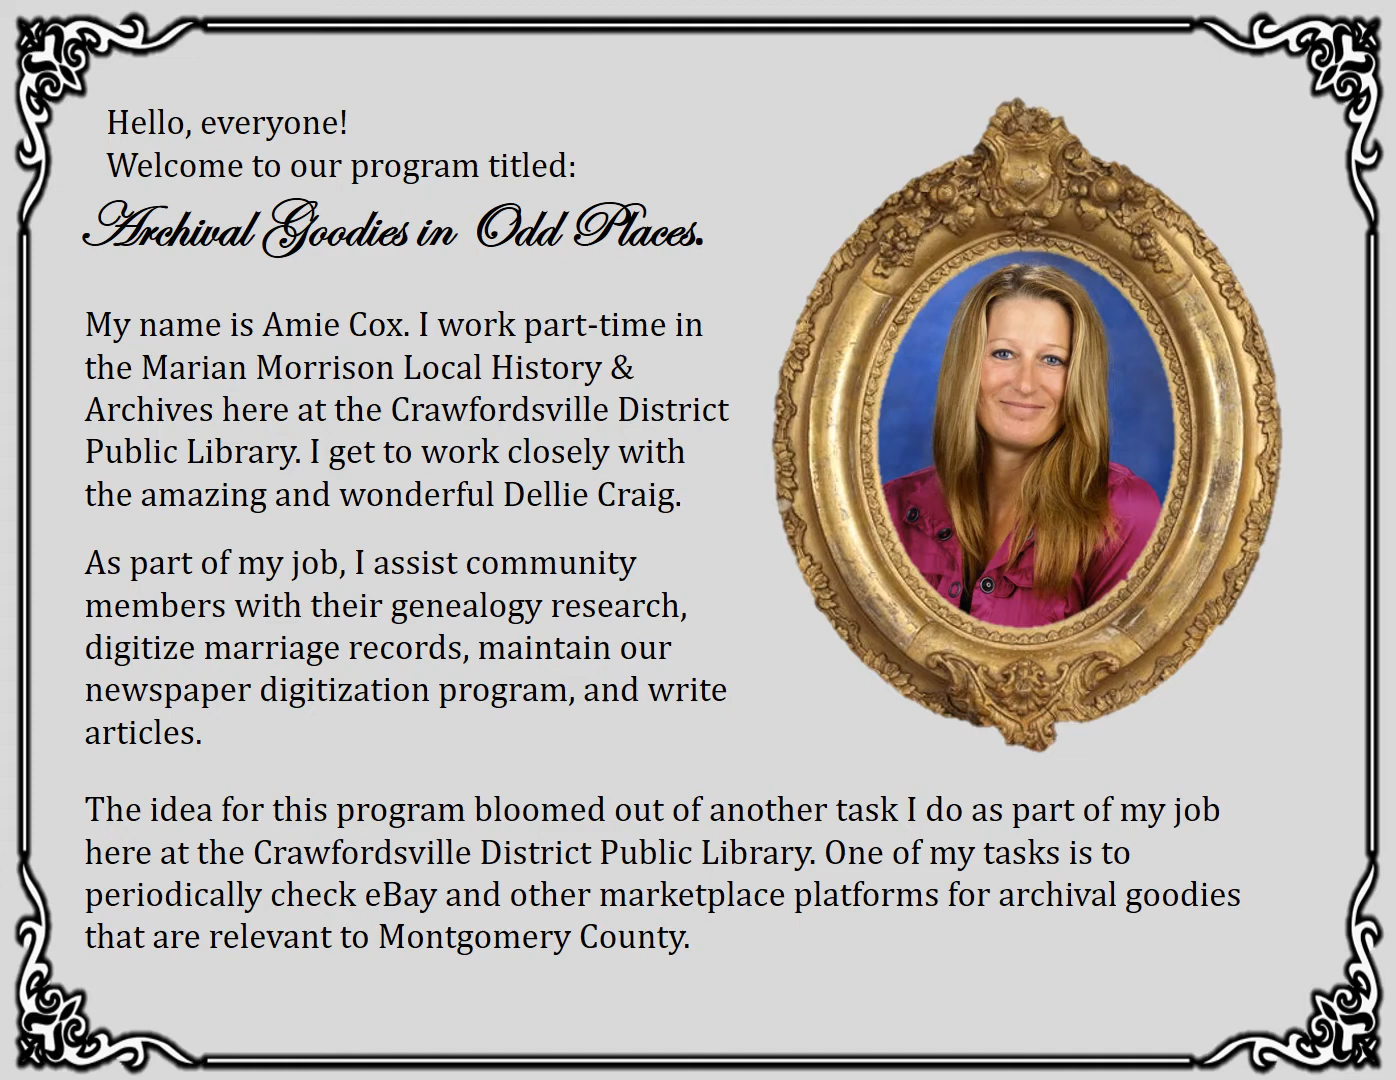 Hello, everyone!
Welcome to our program titled:
Archival Goodies in Odd Places.
My name is Amie Cox. I work part-time in
the Marian Morrison Local History &
Archives here at the Crawfordsville District
Public Library. I get to work closely with
the amazing and wonderful Dellie Craig.
As part of my job, I assist community
members with their genealogy research,
digitize marriage records, maintain our
newspaper digitization program, and write
articles.
The idea for this program bloomed out of another task I do as part of my job
here at the Crawfordsville District Public Library. One of my tasks is to
periodically check eBay and other marketplace platforms for archival goodies
that are relevant to Montgomery County.